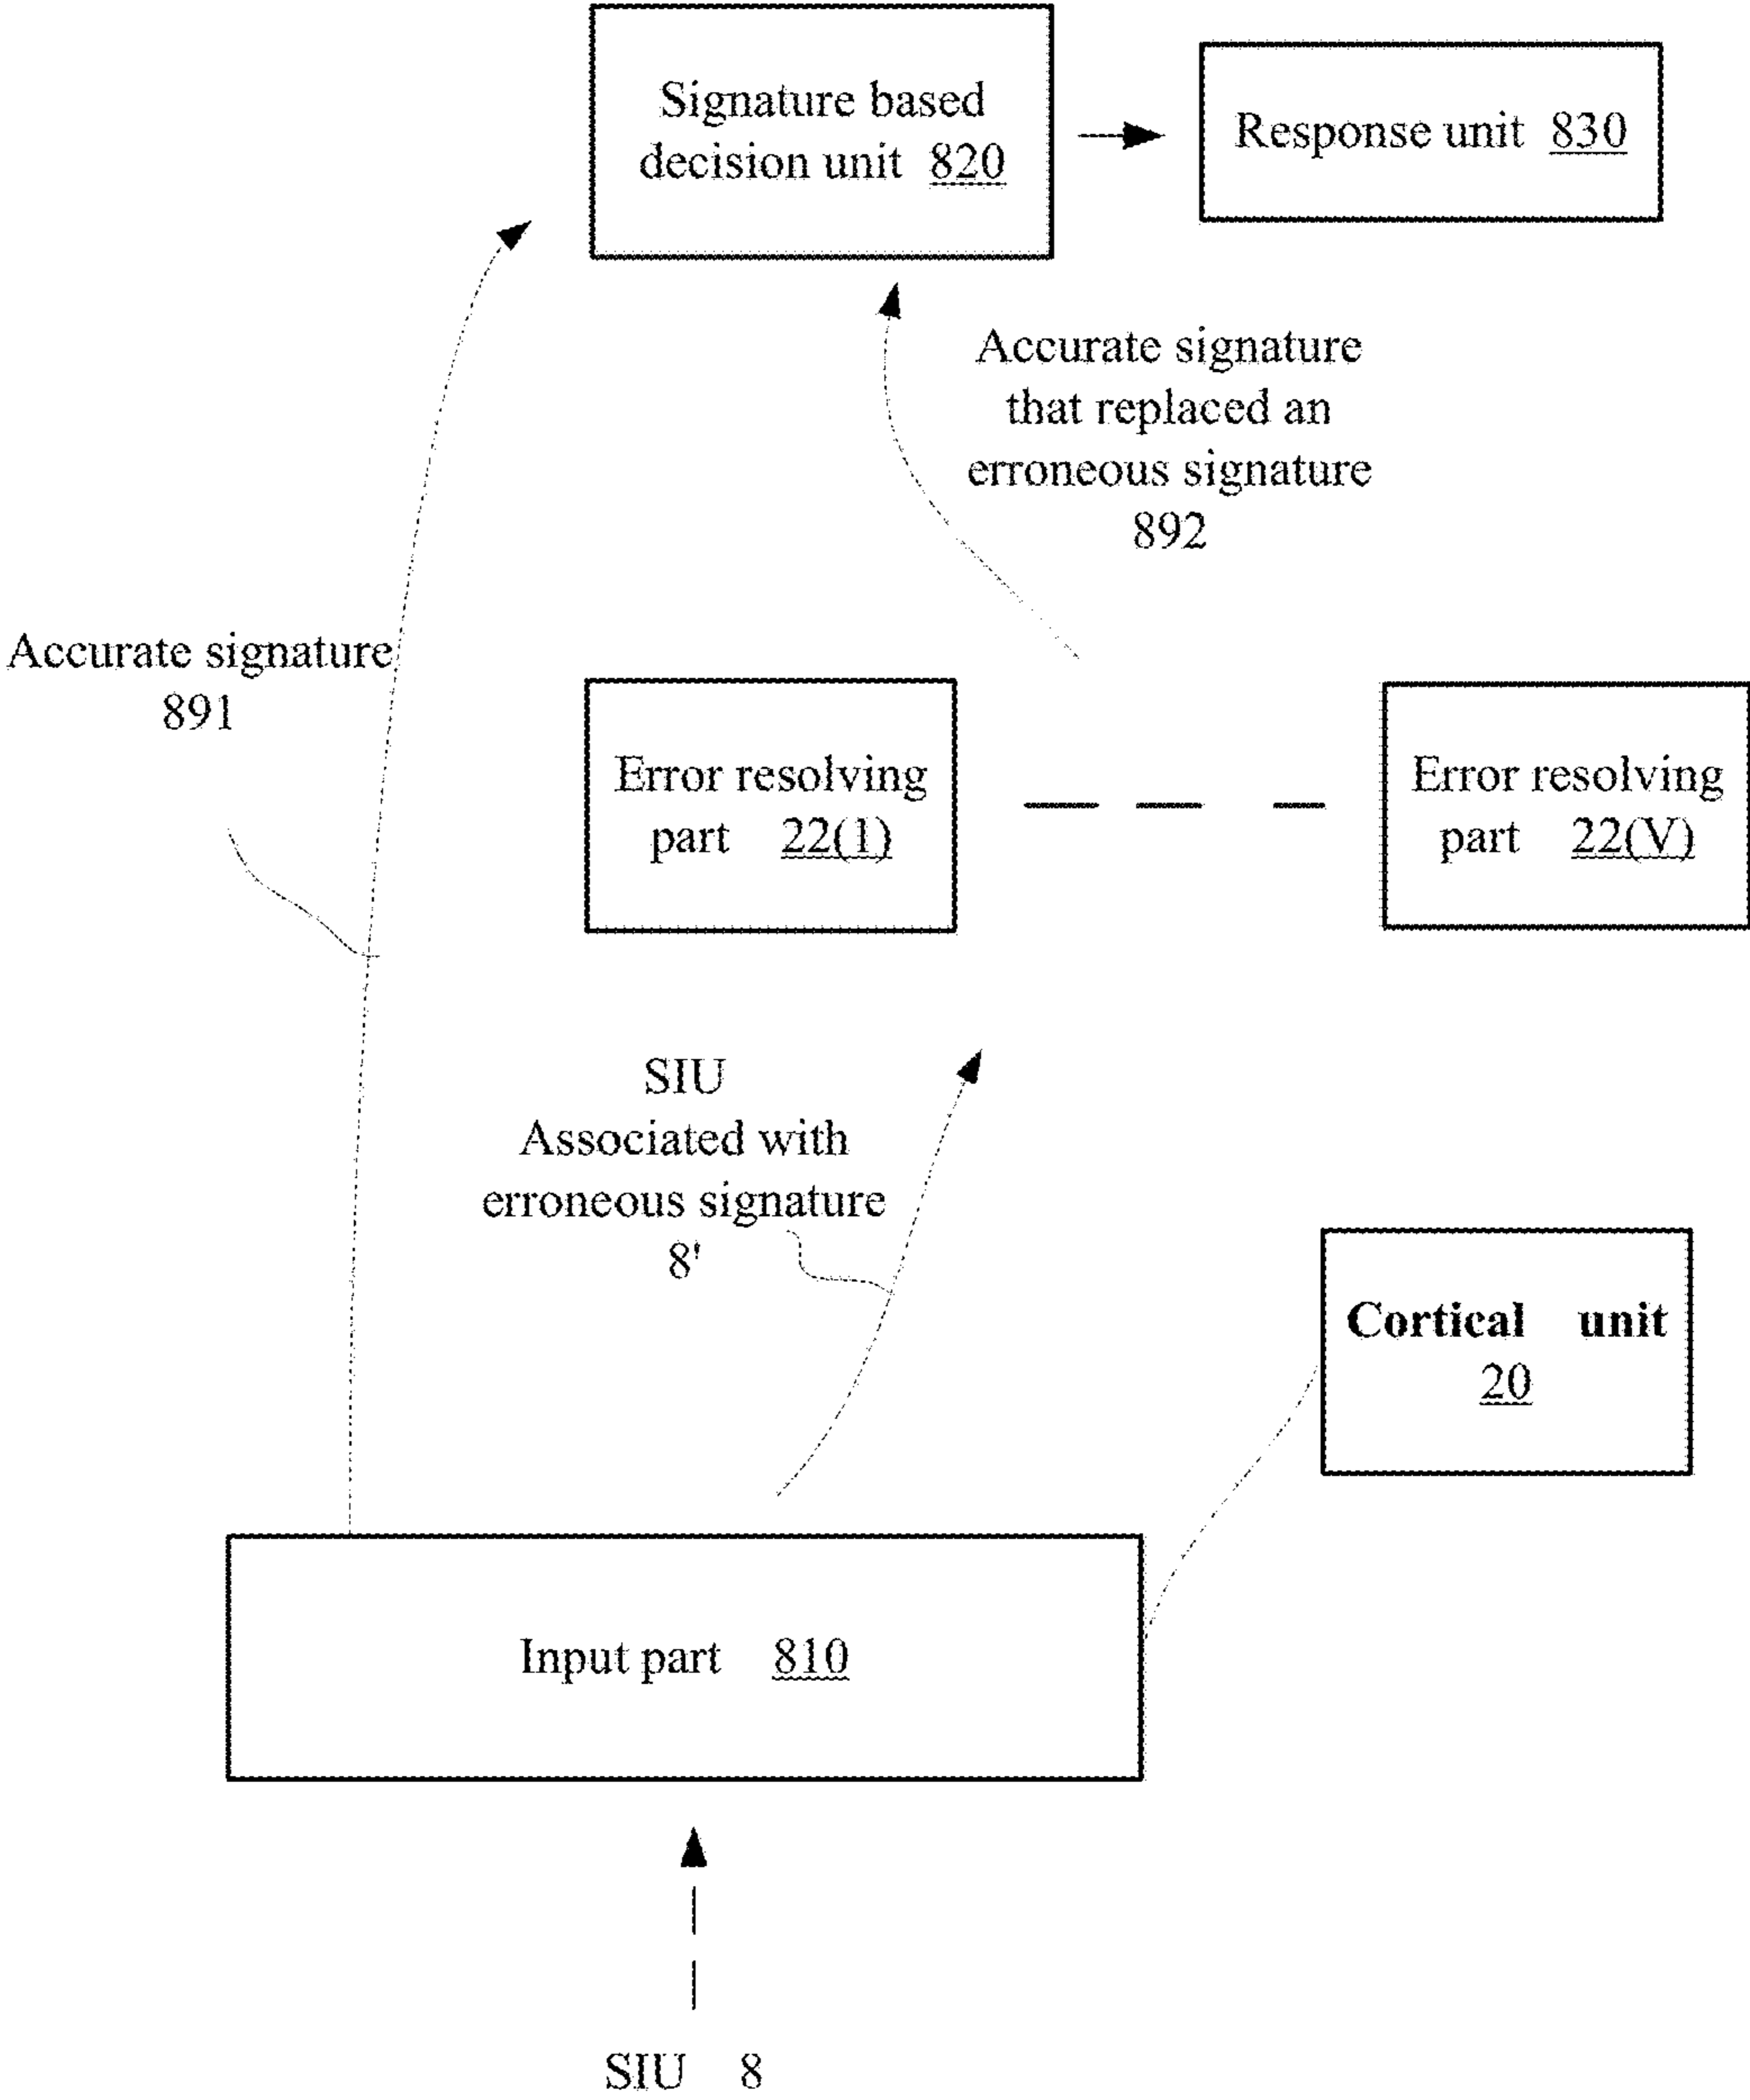 Signature based
decision unit 820
Response unit 830
Accurate signature
that replaced an
erroneous signature
892
Accurate signature
891
Error resolving
part 22(1)
Error resolving
part 22(V)
SIU
Associated with
erroneous signature
8'
Cortical unit
20
Input part 810
SIU 8